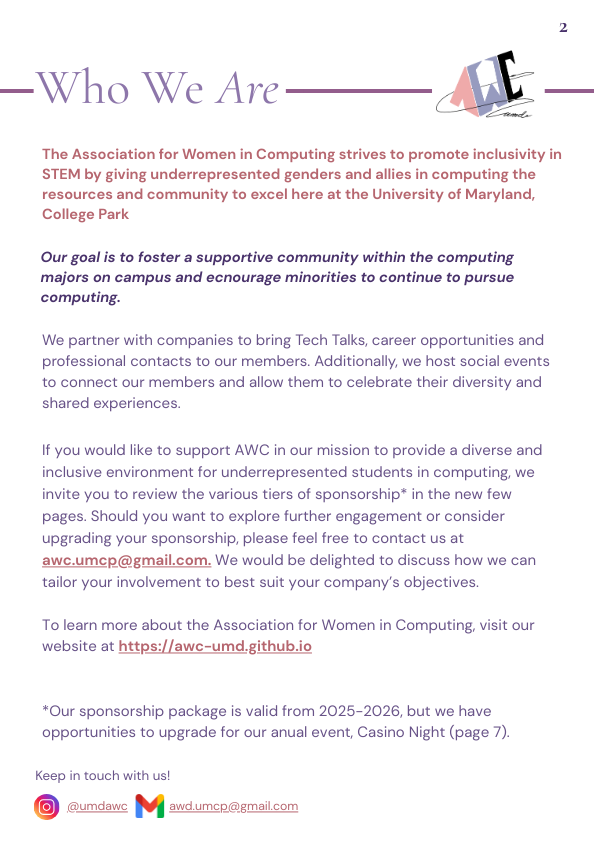 2
Who We Are
AWC
umd
The Association for Women in Computing strives to promote inclusivity in
STEM by giving underrepresented genders and allies in computing the
resources and community to excel here at the University of Maryland,
College Park
Our goal is to foster a supportive community within the computing
majors on campus and ecnourage minorities to continue to pursue
computing.
We partner with companies to bring Tech Talks, career opportunities and
professional contacts to our members. Additionally, we host social events
to connect our members and allow them to celebrate their diversity and
shared experiences.
If you would like to support AWC in our mission to provide a diverse and
inclusive environment for underrepresented students in computing, we
invite you to review the various tiers of sponsorship* in the new few
pages. Should you want to explore further engagement or consider
upgrading your sponsorship, please feel free to contact us at
awc.umcp@gmail.com. We would be delighted to discuss how we can
tailor your involvement to best suit your company’s objectives.
To learn more about the Association for Women in Computing, visit our
website at https://awc-umd.github.io
*Our sponsorship package is valid from 2025-2026, but we have
opportunities to upgrade for our anual event, Casino Night (page 7).
Keep in touch with us!
@umdawc awd.umcp@gmail.com